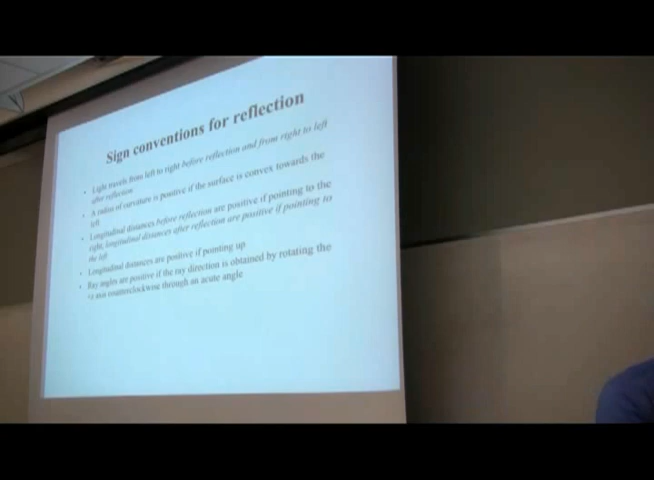 Sign conventions for reflection
• Light travels from left to right before reflection and from right to left
after reflection
• A radius of curvature is positive if the surface is convex towards the
left
• Longitudinal distances before reflection are positive if pointing to the
right; longitudinal distances after reflection are positive if pointing to
the left
• Longitudinal distances are positive if pointing up
• Ray angles are positive if the ray direction is obtained by rotating the
+z axis counterclockwise through an acute angle